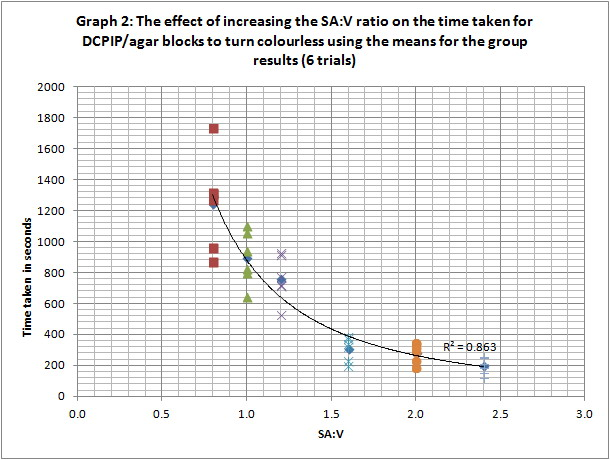 Graph 2: The effect of increasing the SA:V ratio on the time taken for
DCPIP/agar blocks to turn colourless using the means for the group
results (6 trials)
2000
1800
1600
1400
1200
1000
800
600
400
200
0
Time taken in seconds
R² = 0.863
0.0 0.5 1.0 1.5 2.0 2.5 3.0
SA:V